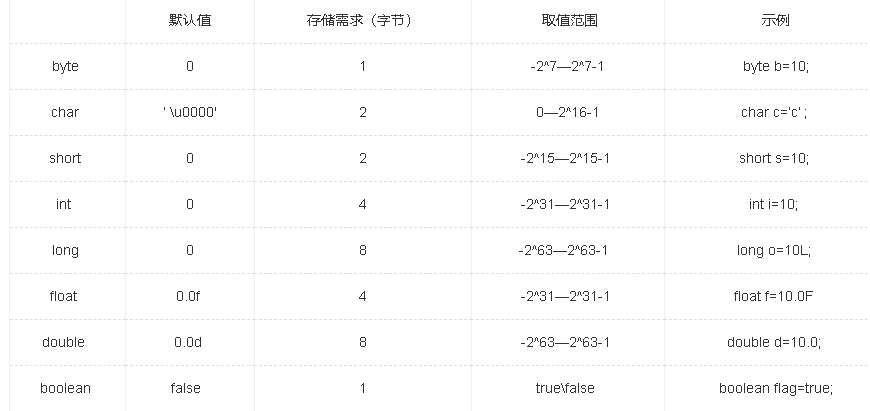 默认值 存储需求（字节） 取值范围 示例
byte 0 1 -2^7—2^7-1 byte b=10;
char ' \u0000' 2 0—2^16-1 char c='c' ;
short 0 2 -2^15—2^15-1 short s=10;
int 0 4 -2^31—2^31-1 int i=10;
long 0 8 -2^63—2^63-1 long o=10L;
float 0.0f 4 -2^31—2^31-1 float f=10.0F
double 0.0d 8 -2^63—2^63-1 double d=10.0;
boolean false 1 true\false boolean flag=true;